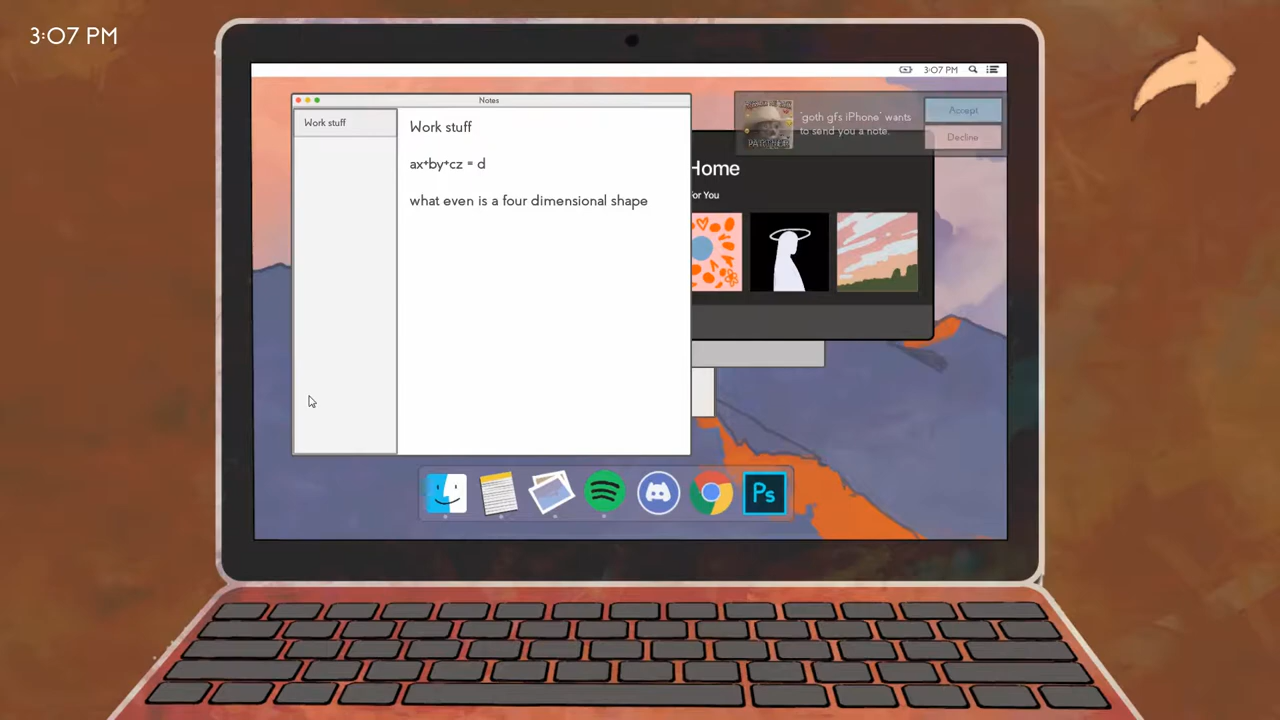 3:07 PM
3:07 PM
Notes
Work stuff
Work stuff
ax+by+cz = d
what even is a four dimensional shape
"goth gfs iPhone" wants
to send you a note.
Accept
Decline
PARTNER
Home
For You
Ps